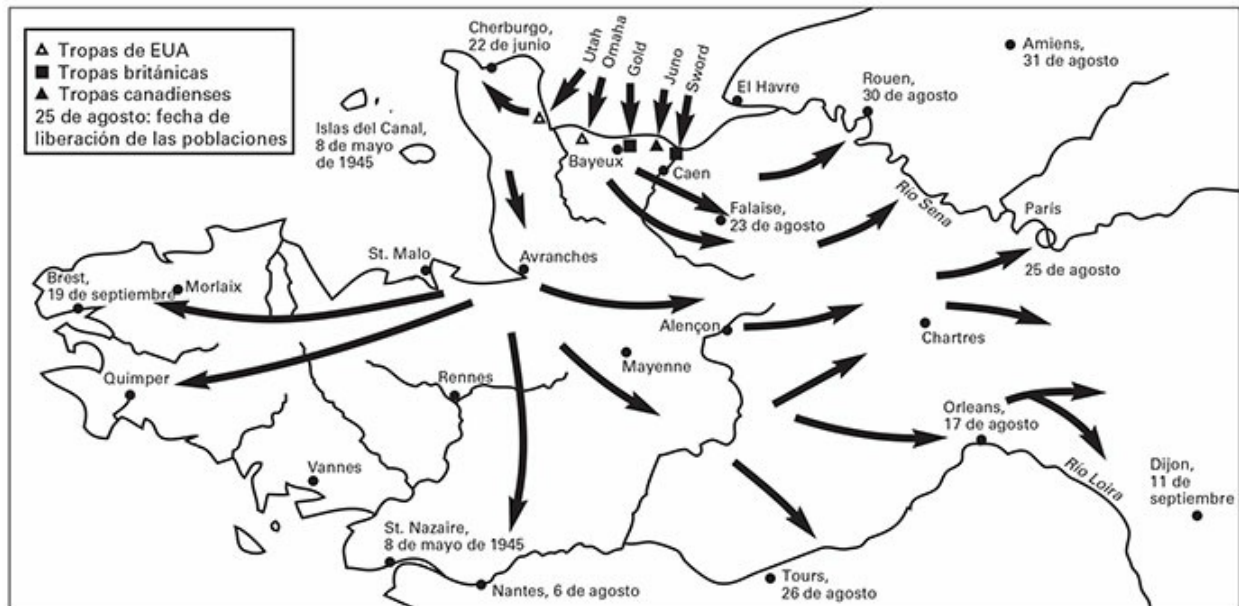 Tropas de EUA
Tropas británicas
Tropas canadienses
25 de agosto: fecha de
liberación de las poblaciones
Cherburgo,
22 de junio
Utah
Omaha
Gold
Juno
Sword
El Havre
Rouen,
30 de agosto
Amiens,
31 de agosto
Islas del Canal,
8 de mayo
de 1945
Bayeux
Caen
Falaise,
23 de agosto
Río Sena
París
25 de agosto
St. Malo
Avranches
Brest,
19 de septiembre
Morlaix
Alençon
Chartres
Mayenne
Quimper
Rennes
Orleans,
17 de agosto
Vannes
Río Loira
Dijon,
11 de
septiembre
St. Nazaire,
8 de mayo de 1945
Nantes, 6 de agosto
Tours,
26 de agosto